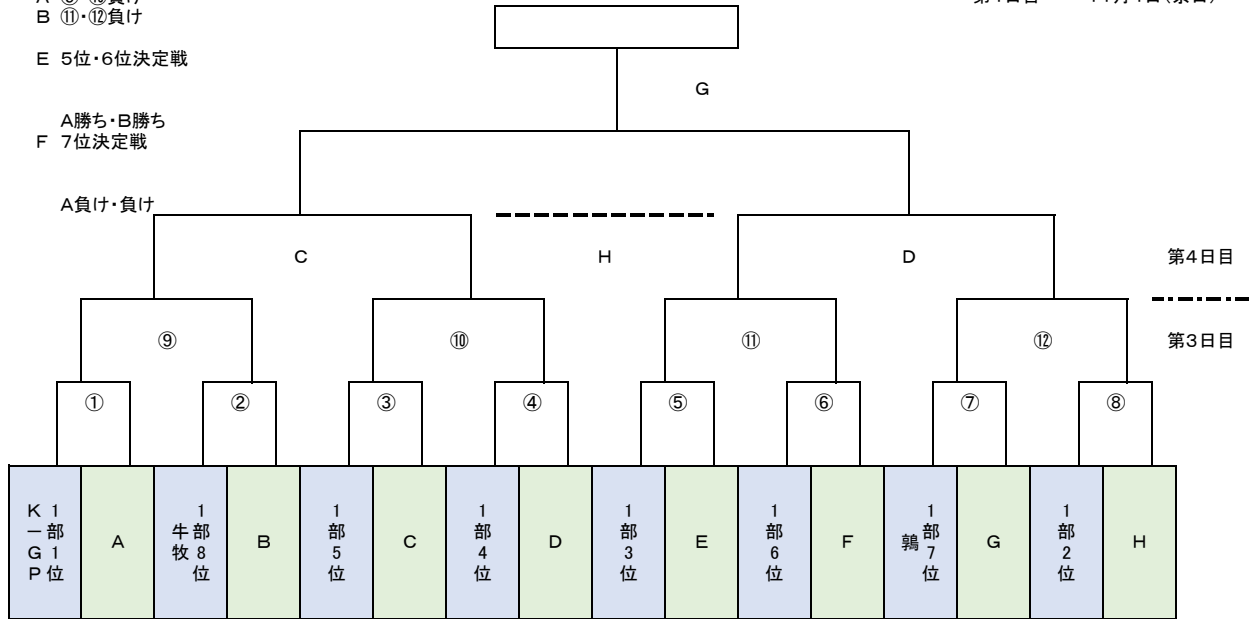 B ⑪・⑫負け
E 5位・6位決定戦
G
A勝ち・B勝ち
F 7位決定戦
A負け・負け
C
H
D
第4日目
⑨
⑩
⑪
⑫
第3日目
①
②
③
④
⑤
⑥
⑦
⑧
1部1位
K－GP
A
1部8位
牛牧
B
1部5位
C
1部4位
D
1部3位
E
1部6位
F
1部7位
鶉
G
1部2位
H